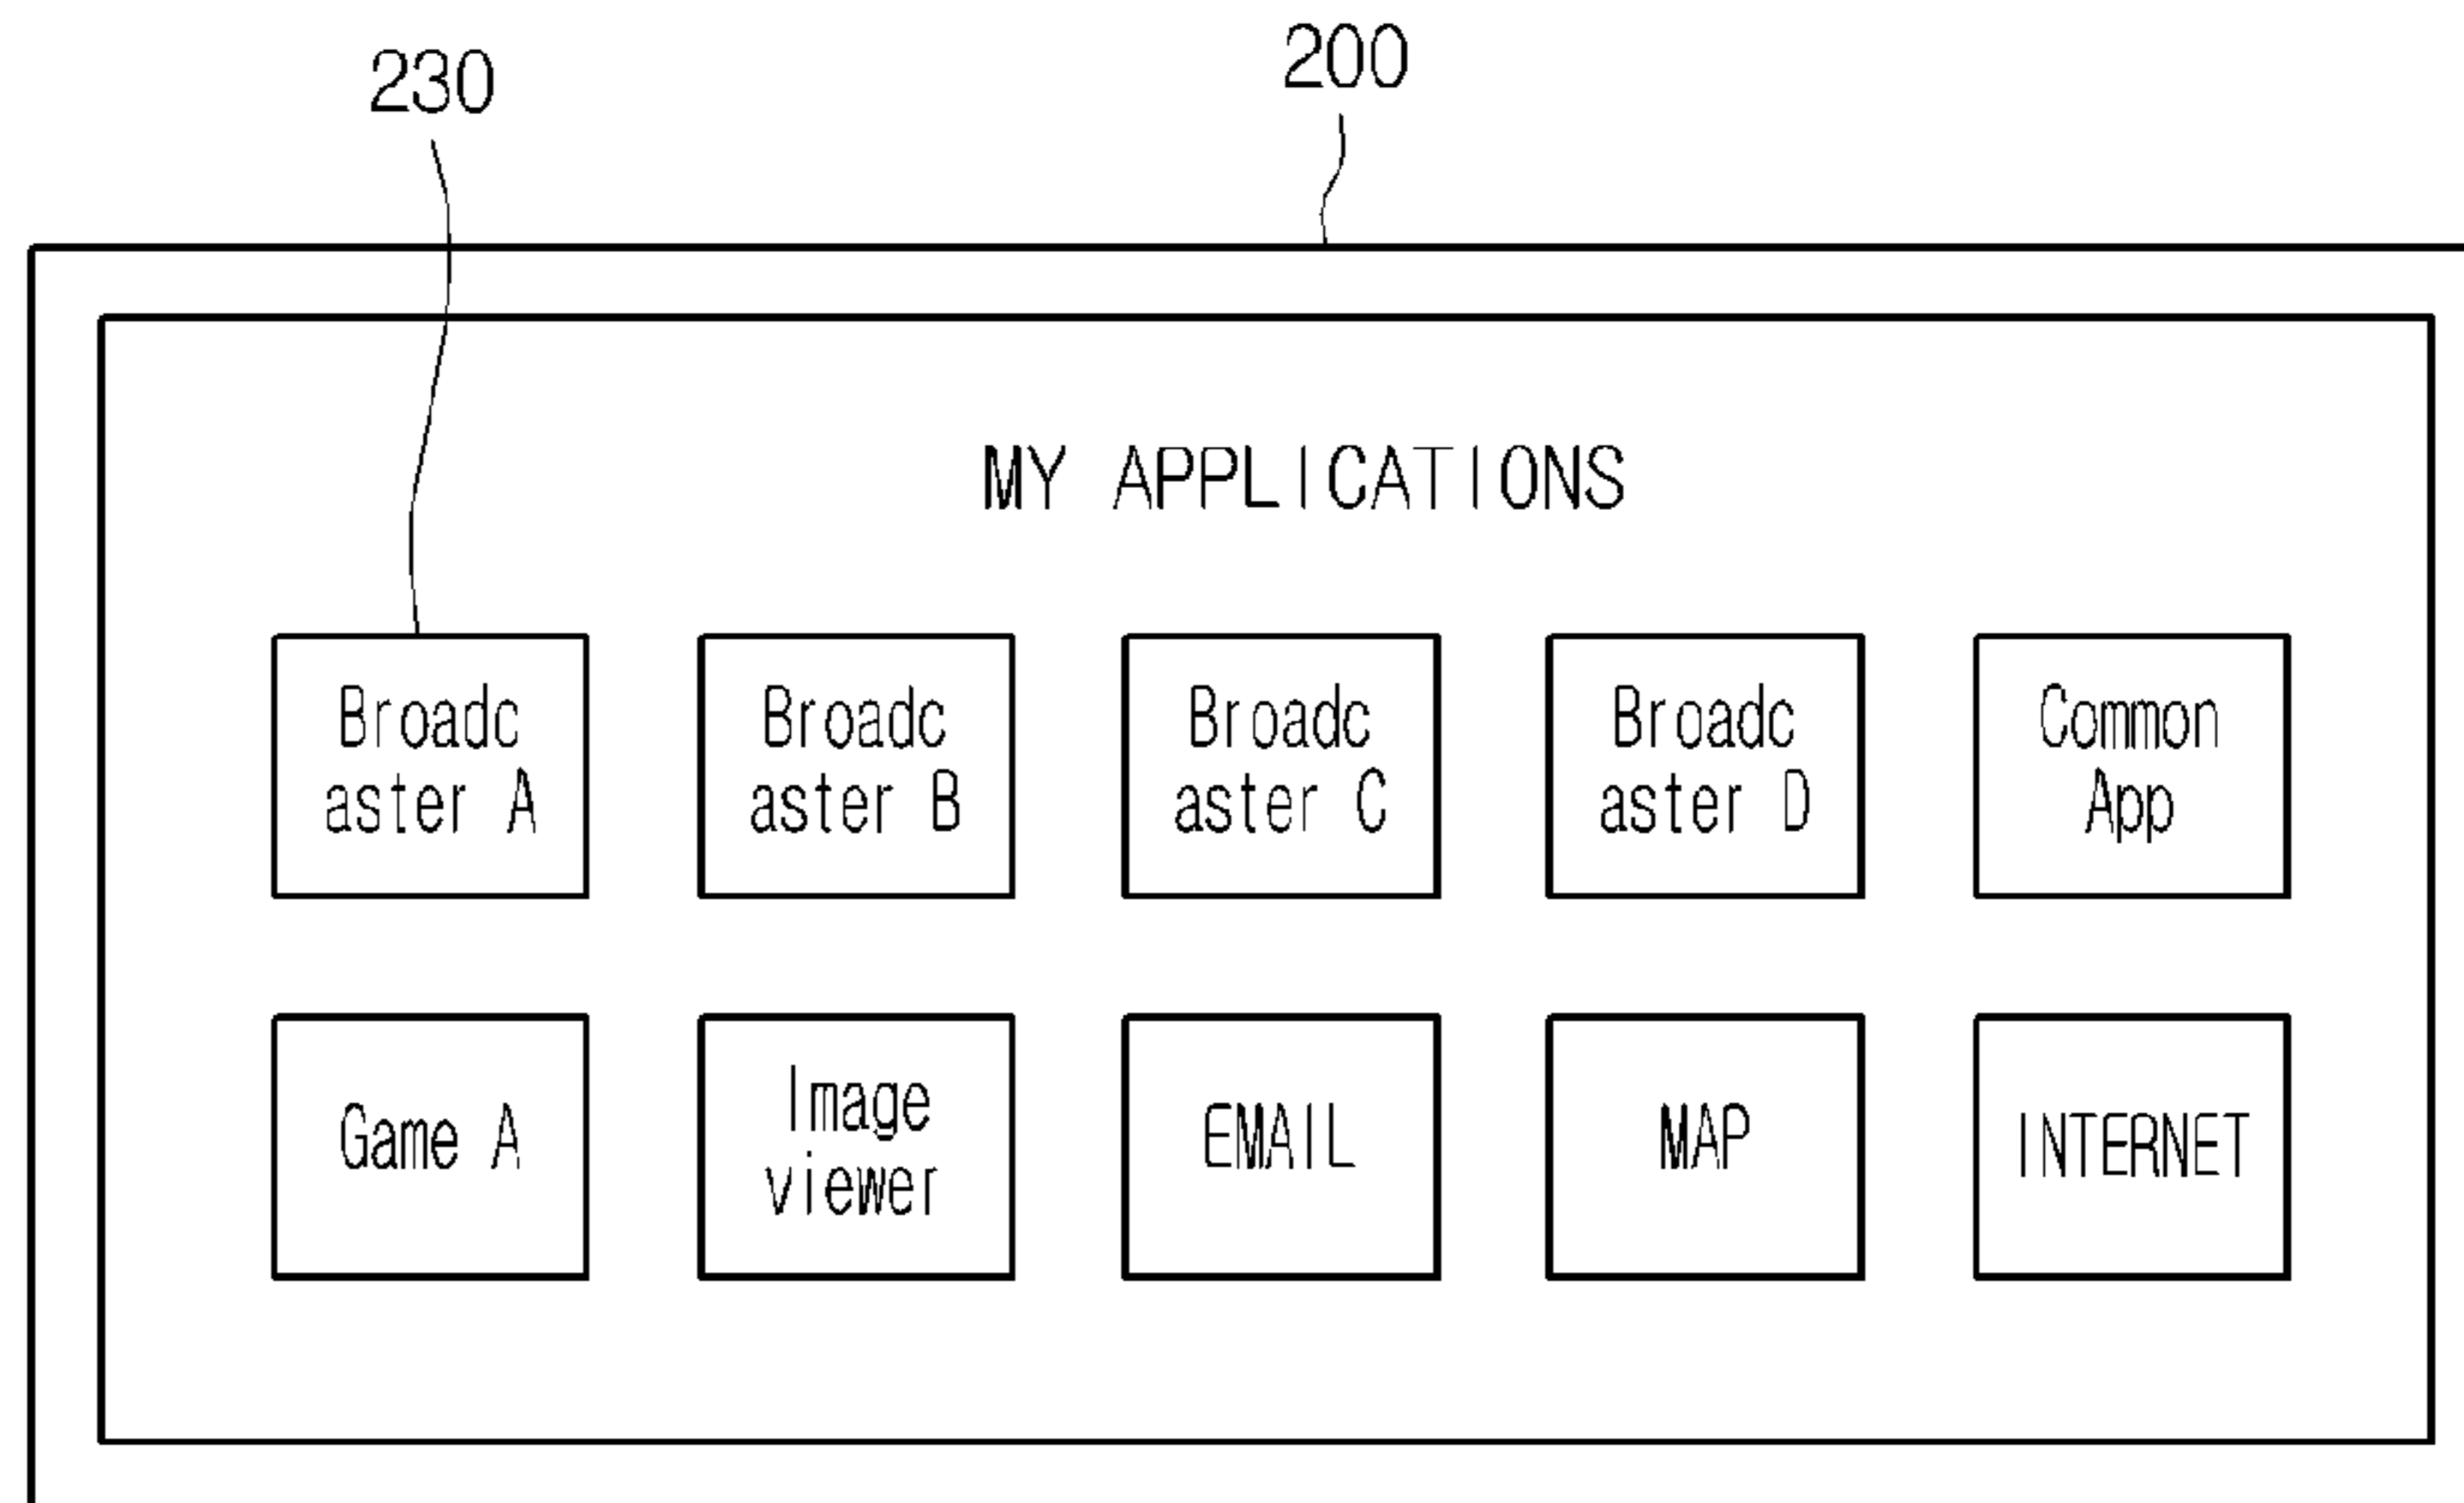 230
200
MY APPLICATIONS
Broadc
aster A
Broadc
aster B
Broadc
aster C
Broadc
aster D
Common
App
Game A
Image
viewer
EMAIL
MAP
INTERNET